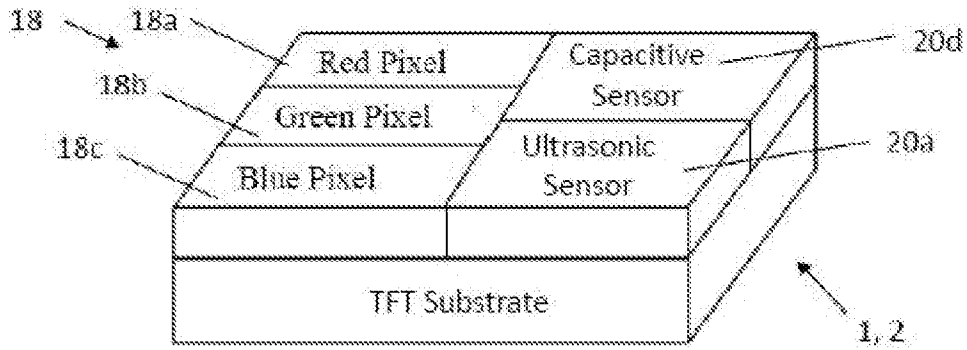 18
18a
Red Pixel
Capacitive
Sensor
20d
18b
Green Pixel
18c
Blue Pixel
Ultrasonic
Sensor
20a
TFT Substrate
1, 2